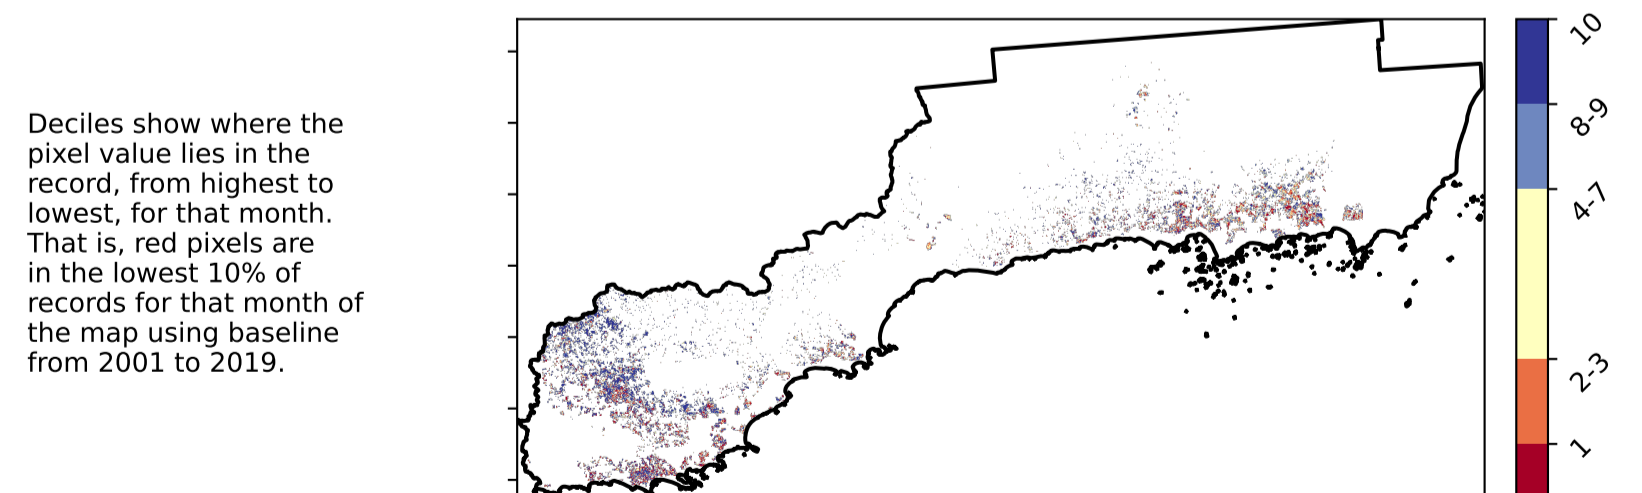 Deciles show where the
pixel value lies in the
record, from highest to
lowest, for that month.
That is, red pixels are
in the lowest 10% of
records for that month of
the map using baseline
from 2001 to 2019.
10
8-9
4-7
2-3
1